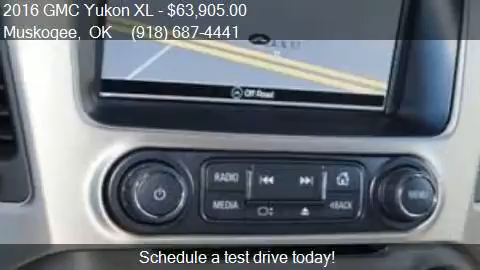 2016 GMC Yukon XL - $63,905.00
Muskogee, OK (918) 687-4441
Off Road
RADIO
MENU
MEDIA
BACK
Schedule a test drive today!